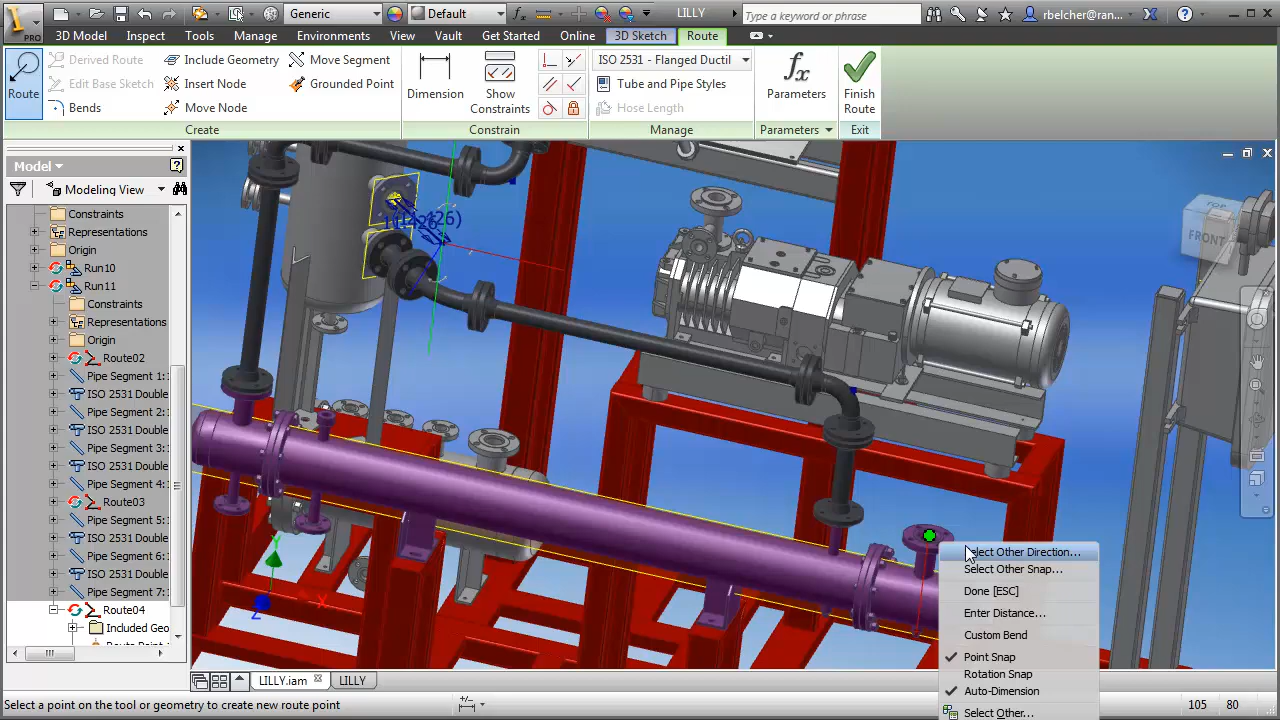 Generic
Default
LILLY
Type a keyword or phrase
rbelcher@ran...
PRO
3D Model
Inspect
Tools
Manage
Environments
View
Vault
Get Started
Online
3D Sketch
Route
Route
Derived Route
Edit Base Sketch
Bends
Include Geometry
Insert Node
Move Node
Move Segment
Grounded Point
Dimension
Show
Constraints
ISO 2531 - Flanged Ductil
Tube and Pipe Styles
Hose Length
fx
Parameters
Finish
Route
Create
Constrain
Manage
Parameters
Exit
Model
Modeling View
Constraints
Representations
Origin
Run10
Run11
Constraints
Representations
Origin
Route02
Pipe Segment 1:
ISO 2531 Double
Pipe Segment 2:
ISO 2531 Double
Pipe Segment 3:
ISO 2531 Double
Pipe Segment 4:
Route03
Pipe Segment 5:
ISO 2531 Double
Pipe Segment 6:
ISO 2531 Double
Pipe Segment 7:
Route04
Included Geo
TOP
FRONT
Y
X
Z
Select Other Direction...
Select Other Snap...
Done [ESC]
Enter Distance...
Custom Bend
Point Snap
Rotation Snap
Auto-Dimension
Select Other...
LILLY.iam
LILLY
Select a point on the tool or geometry to create new route point
105
80